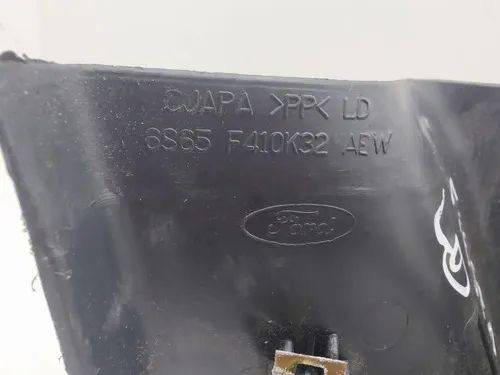 CJAPA >PP< LD
6S65 F410K32 AEW
Ford